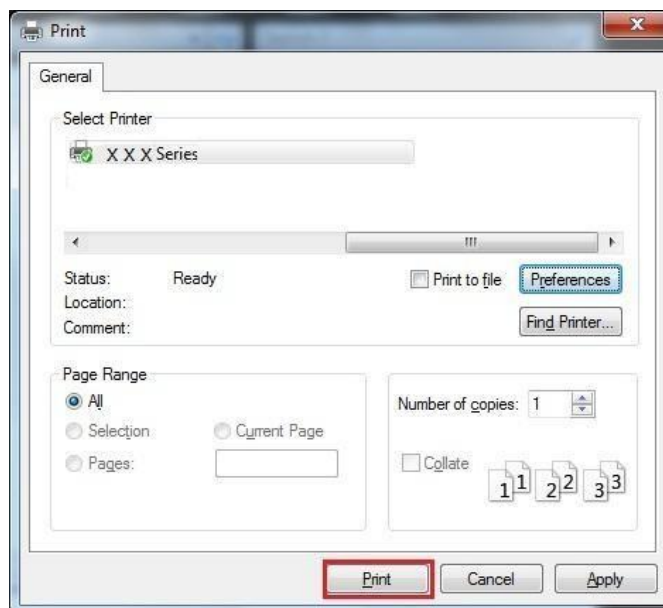 Print
General
Select Printer
X X X Series
Status: Ready
Print to file
Preferences
Location:
Comment:
Find Printer...
Page Range
All
Selection
Current Page
Pages:
Number of copies: 1
Collate
1 1 2 2 3 3
Print
Cancel
Apply